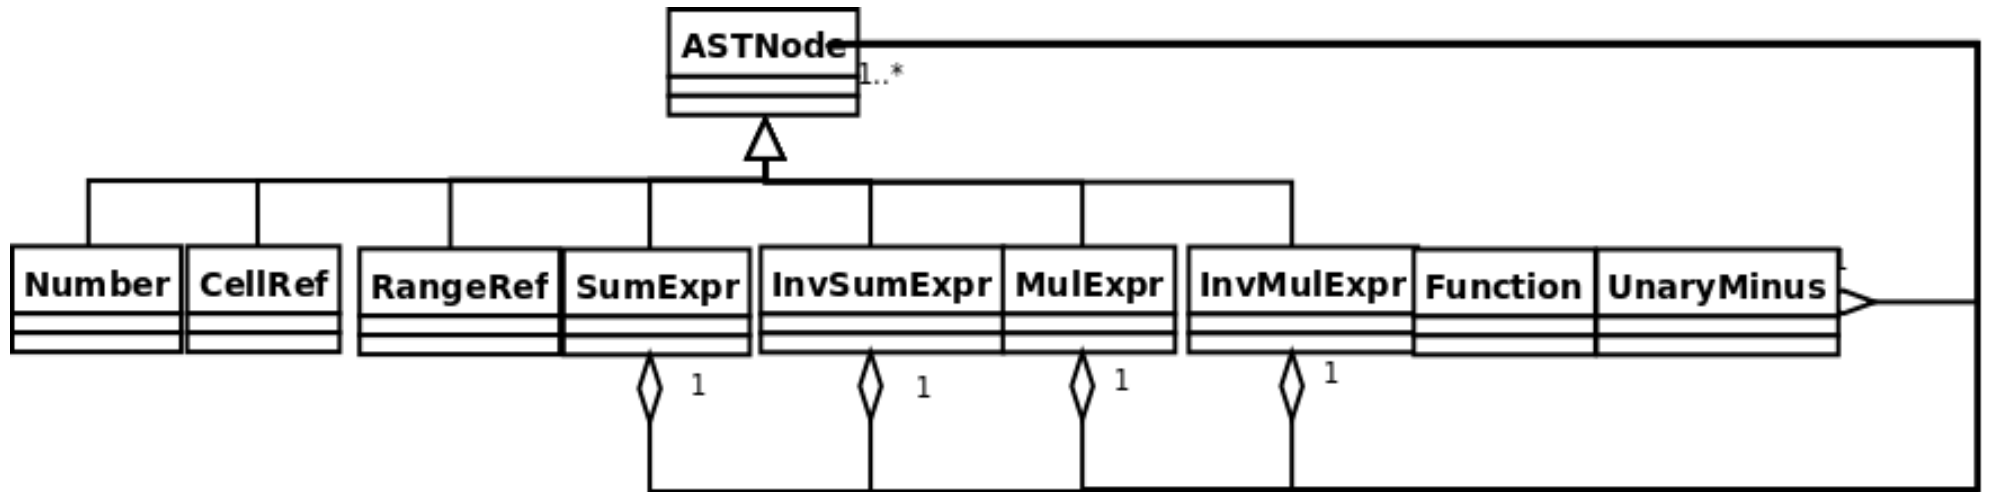 ASTNode
1..*
Number CellRef RangeRef SumExpr InvSumExpr MulExpr InvMulExpr Function UnaryMinus
1 1 1 1